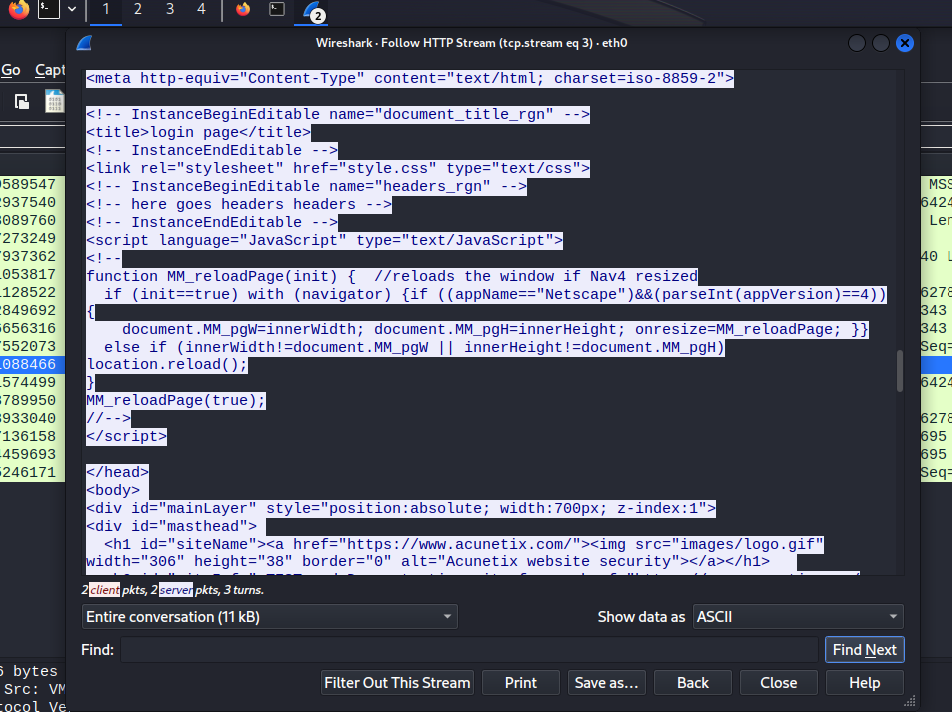 1 2 3 4 2
Wireshark · Follow HTTP Stream (tcp.stream eq 3) · eth0
Go Capt
<meta http-equiv="Content-Type" content="text/html; charset=iso-8859-2">
<!-- InstanceBeginEditable name="document_title_rgn" -->
<title>login page</title>
<!-- InstanceEndEditable -->
<link rel="stylesheet" href="style.css" type="text/css">
<!-- InstanceBeginEditable name="headers_rgn" -->
<!-- here goes headers headers -->
<!-- InstanceEndEditable -->
<script language="JavaScript" type="text/JavaScript">
<!--
function MM_reloadPage(init) {  //reloads the window if Nav4 resized
  if (init==true) with (navigator) {if ((appName=="Netscape")&&(parseInt(appVersion)==4))
{
    document.MM_pgW=innerWidth; document.MM_pgH=innerHeight; onresize=MM_reloadPage; }}
  else if (innerWidth!=document.MM_pgW || innerHeight!=document.MM_pgH)
location.reload();
}
MM_reloadPage(true);
//-->
</script>
</head>
<body>
<div id="mainLayer" style="position:absolute; width:700px; z-index:1">
<div id="masthead">
  <h1 id="siteName"><a href="https://www.acunetix.com/"><img src="images/logo.gif"
width="306" height="38" border="0" alt="Acunetix website security"></a></h1>
9589547
2937540
8089760
7273249
7937362
1053817
1128522
2849692
6656316
7552073
1088466
1574499
3789950
3933040
7136158
4459693
5246171
MSS
6424
Len
40 L
6278
343
343
Seq=
6424
6278
695
695
Seq=
2 client pkts, 2 server pkts, 3 turns.
Entire conversation (11 kB) Show data as ASCII
Find: Find Next
Filter Out This Stream Print Save as… Back Close Help
6 bytes
Src: VM
tocol Ve